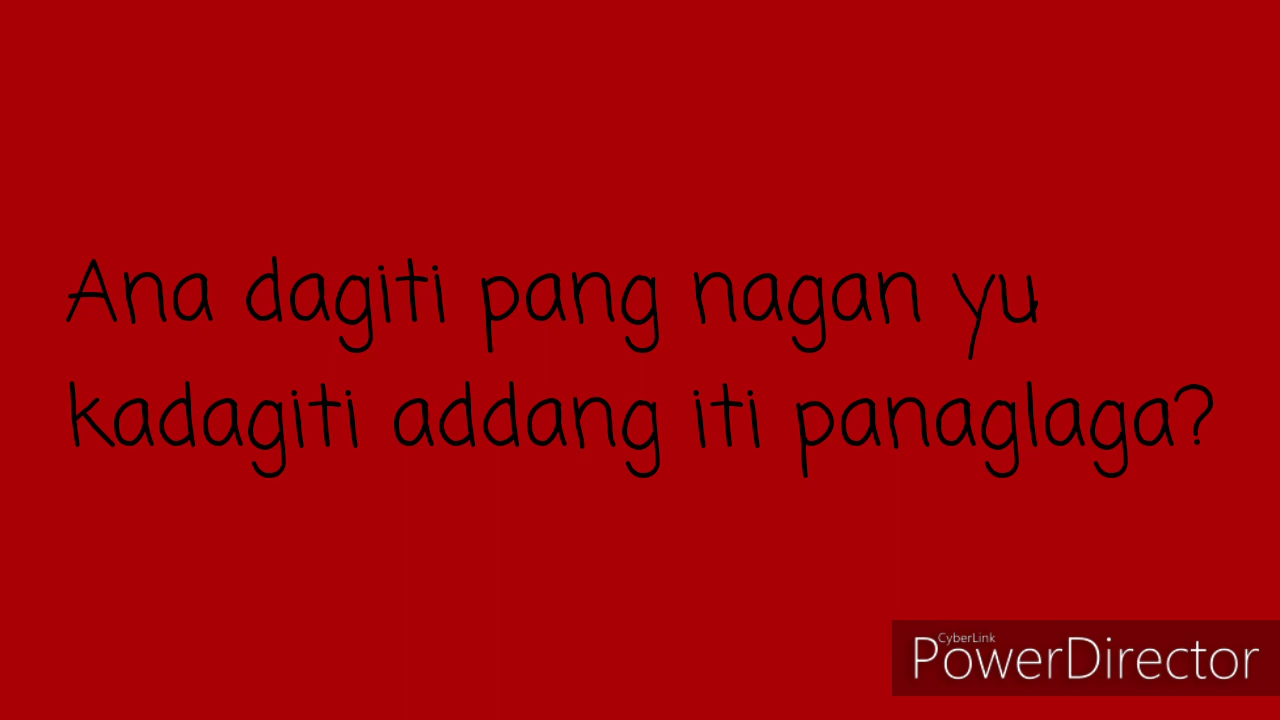 Ana dagiti pang nagan yu
kadagiti addang iti panaglaga?
CyberLink
PowerDirector